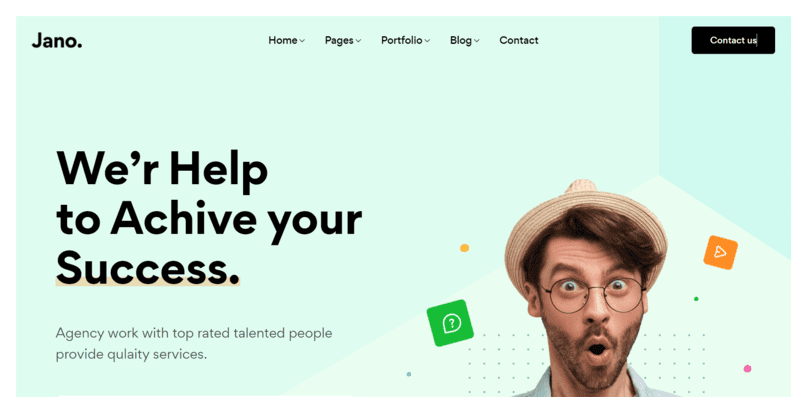 Jano.
Home Pages Portfolio Blog Contact
Contact us
We’r Help
to Achive your
Success.
Agency work with top rated talented people
provide qulaity services.
?